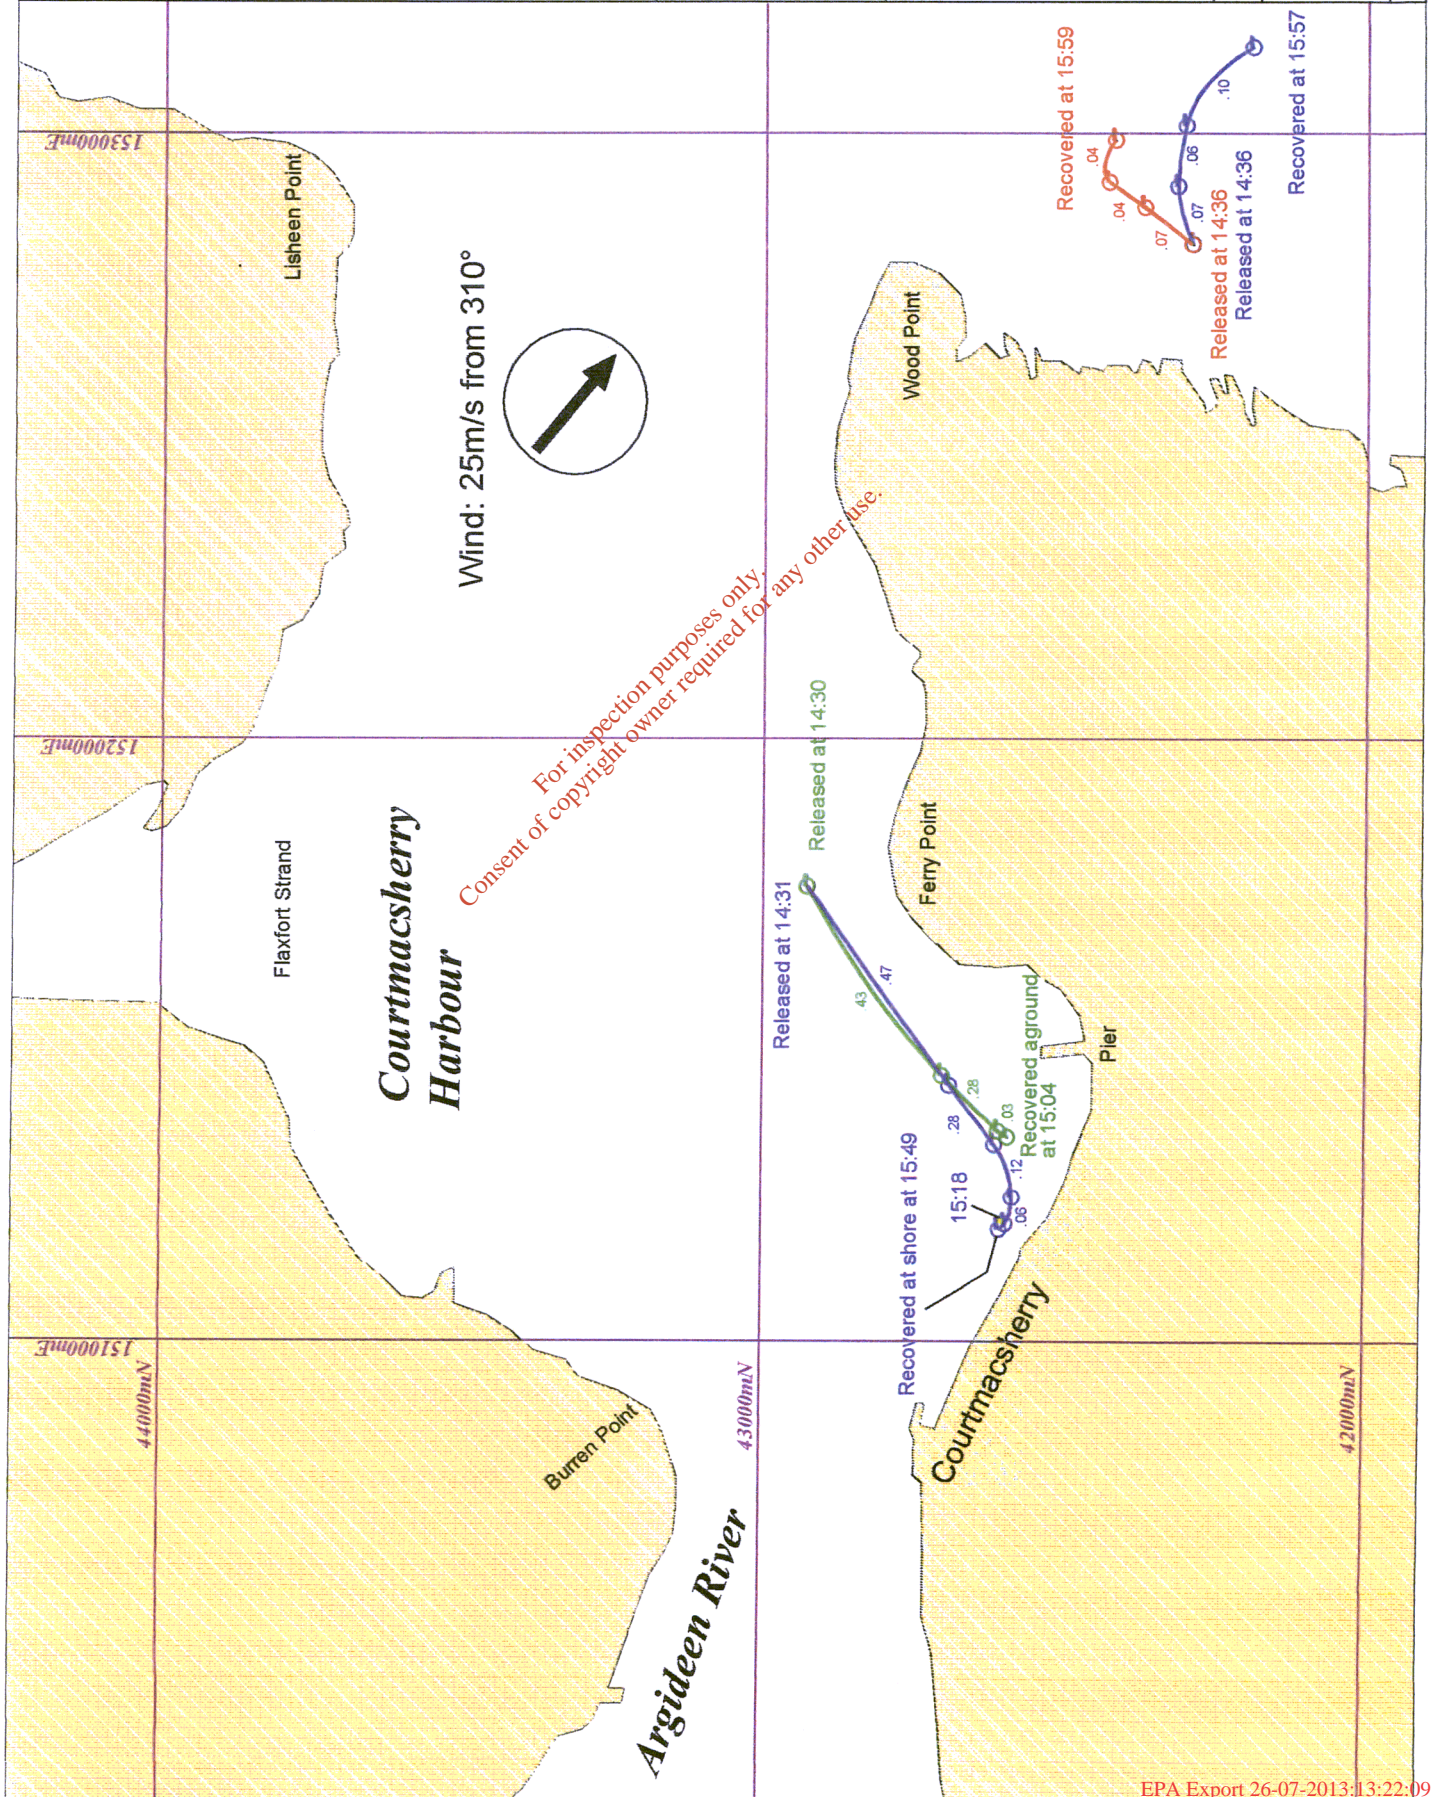 153000mE
152000mE
151000mE
44000mN
43000mN
42000mN
Lisheen Point
Wind: 25m/s from 310°
Flaxfort Strand
Courtmacsherry
Harbour
Burren Point
Argideen River
Wood Point
Ferry Point
Pier
Courtmacsherry
Recovered at 15:59
.04
.04
.07
Released at 14:36
.10
.06
.07
Released at 14:36
Recovered at 15:57
Released at 14:30
Released at 14:31
.43
.47
.28
.28
.03
Recovered aground
at 15:04
.12
.06
15:18
Recovered at shore at 15:49
For inspection purposes only.
Consent of copyright owner required for any other use.
EPA Export 26-07-2013:13:22:09